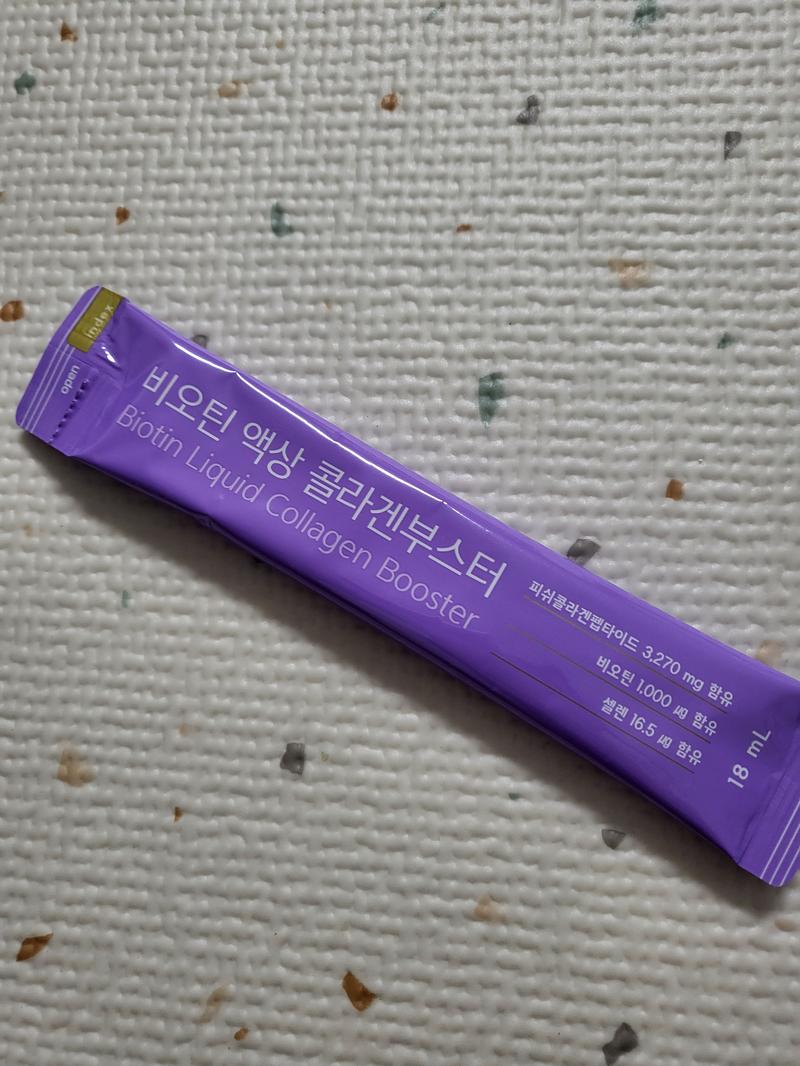 index
open
비오틴 액상 콜라겐부스터
Biotin Liquid Collagen Booster
피쉬콜라겐펩타이드 3,270 mg 함유
비오틴 1,000 ㎍ 함유
셀렌 16.5 ㎍ 함유
18 mL